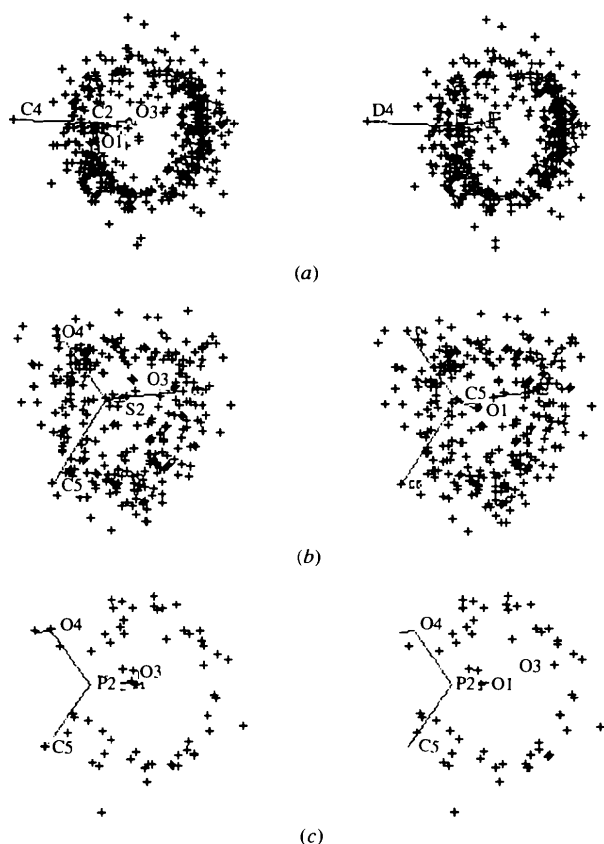 C4 C2 O3 D4
O1
(a)
O4
O3 C5
S2 O1
C5
(b)
O4 O4
O3 O3
P2 P2 O1
C5 C5
(c)